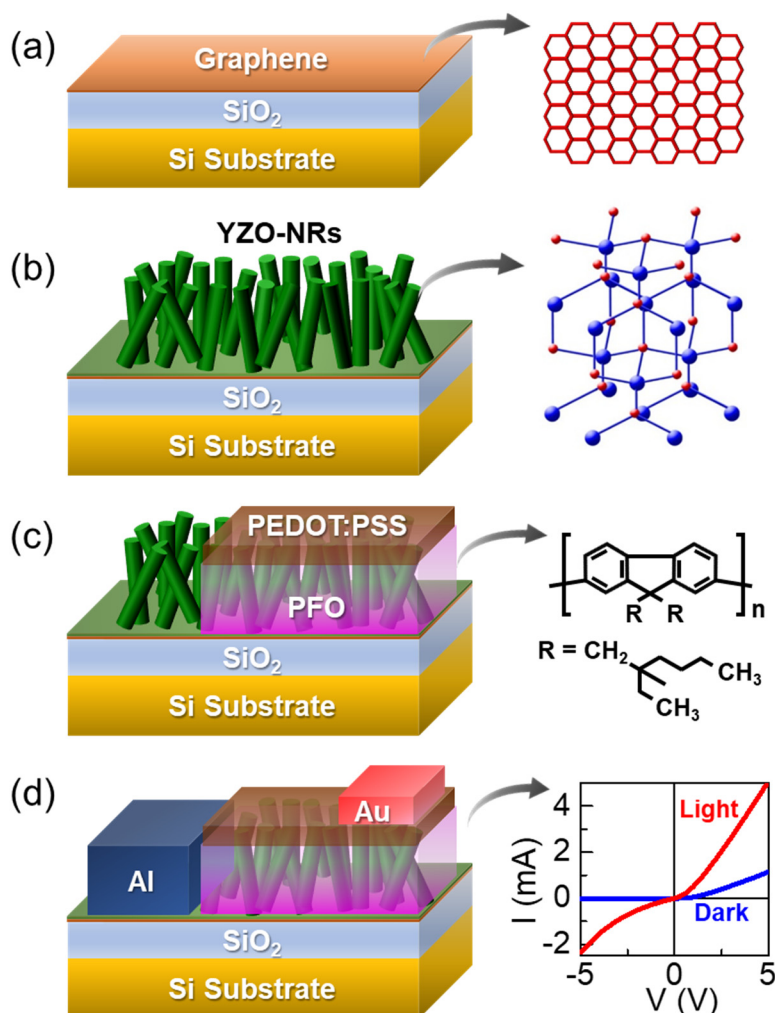 (a)
Graphene
SiO2
Si Substrate
(b)
YZO-NRs
SiO2
Si Substrate
(c)
PEDOT:PSS
PFO
SiO2
Si Substrate
R R
n
R = CH2
CH3
CH3
(d)
Au
Al
SiO2
Si Substrate
4
2
0
-2
I (mA)
Light
Dark
-5 0 5
V (V)